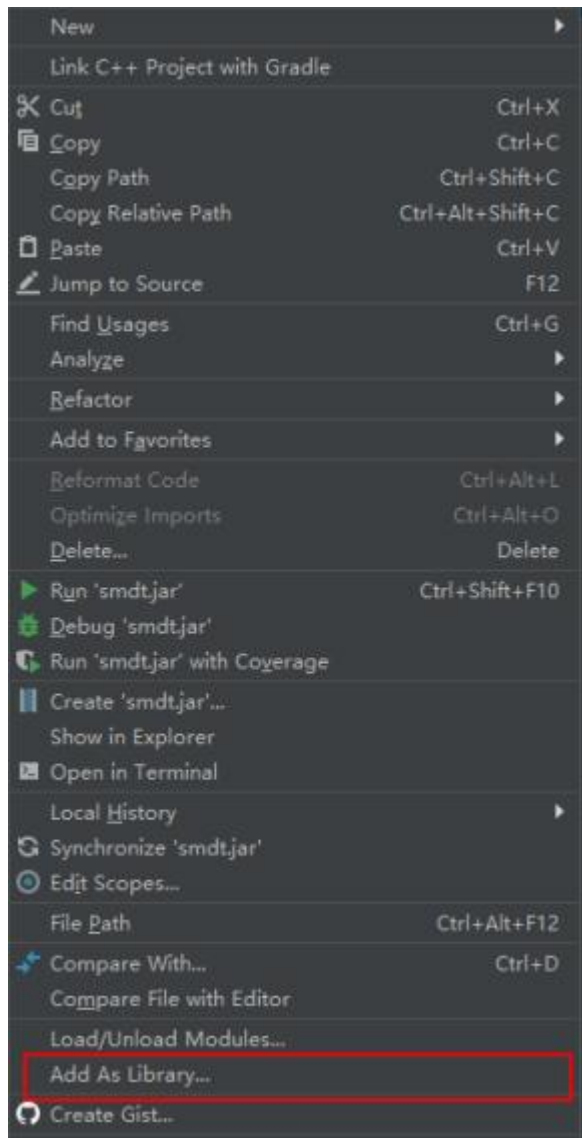 New
Link C++ Project with Gradle
Cut Ctrl+X
Copy Ctrl+C
Copy Path Ctrl+Shift+C
Copy Relative Path Ctrl+Alt+Shift+C
Paste Ctrl+V
Jump to Source F12
Find Usages Ctrl+G
Analyze
Refactor
Add to Favorites
Reformat Code Ctrl+Alt+L
Optimize Imports Ctrl+Alt+O
Delete... Delete
Run 'smdt.jar' Ctrl+Shift+F10
Debug 'smdt.jar'
Run 'smdt.jar' with Coverage
Create 'smdt.jar'...
Show in Explorer
Open in Terminal
Local History
Synchronize 'smdt.jar'
Edit Scopes...
File Path Ctrl+Alt+F12
Compare With... Ctrl+D
Compare File with Editor
Load/Unload Modules...
Add As Library...
Create Gist...